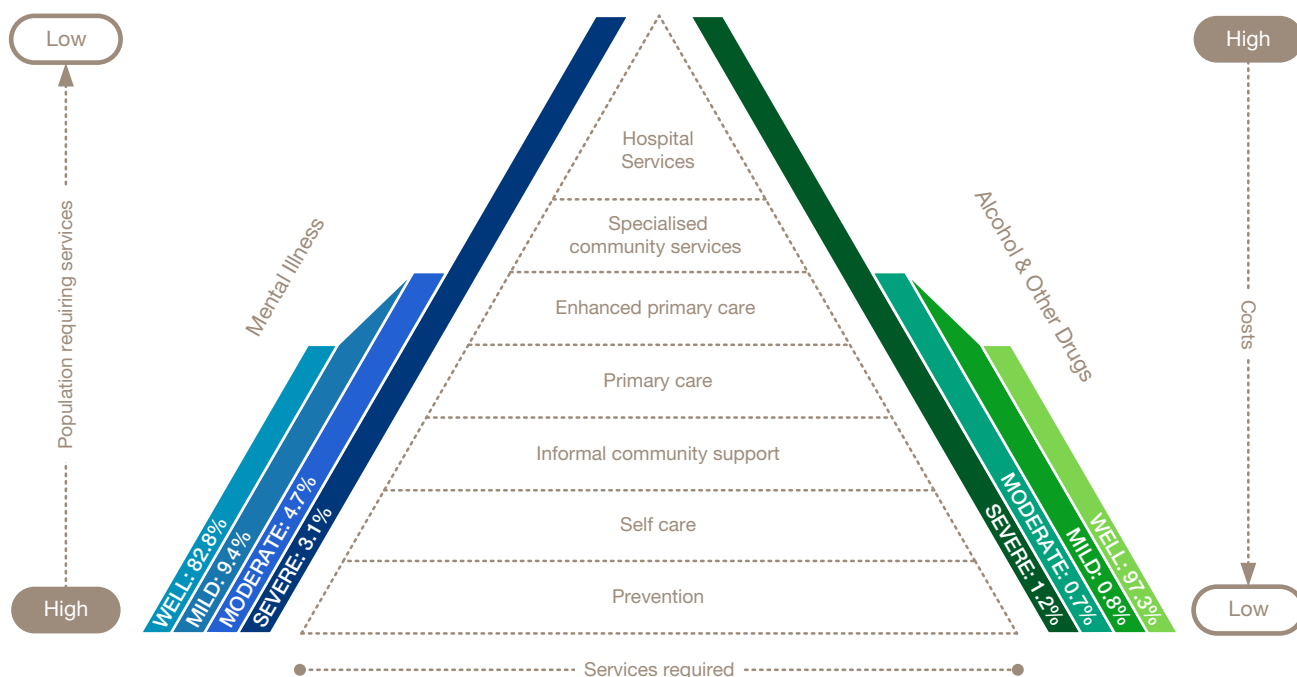 Low
High
Population requiring services
Mental Illness
WELL: 82.8%
MILD: 9.4%
MODERATE: 4.7%
SEVERE: 3.1%
Hospital
Services
Specialised
community services
Enhanced primary care
Primary care
Informal community support
Self care
Prevention
Services required
SEVERE: 1.2%
MODERATE: 0.7%
MILD: 0.8%
WELL: 97.3%
Alcohol & Other Drugs
High
Costs
Low